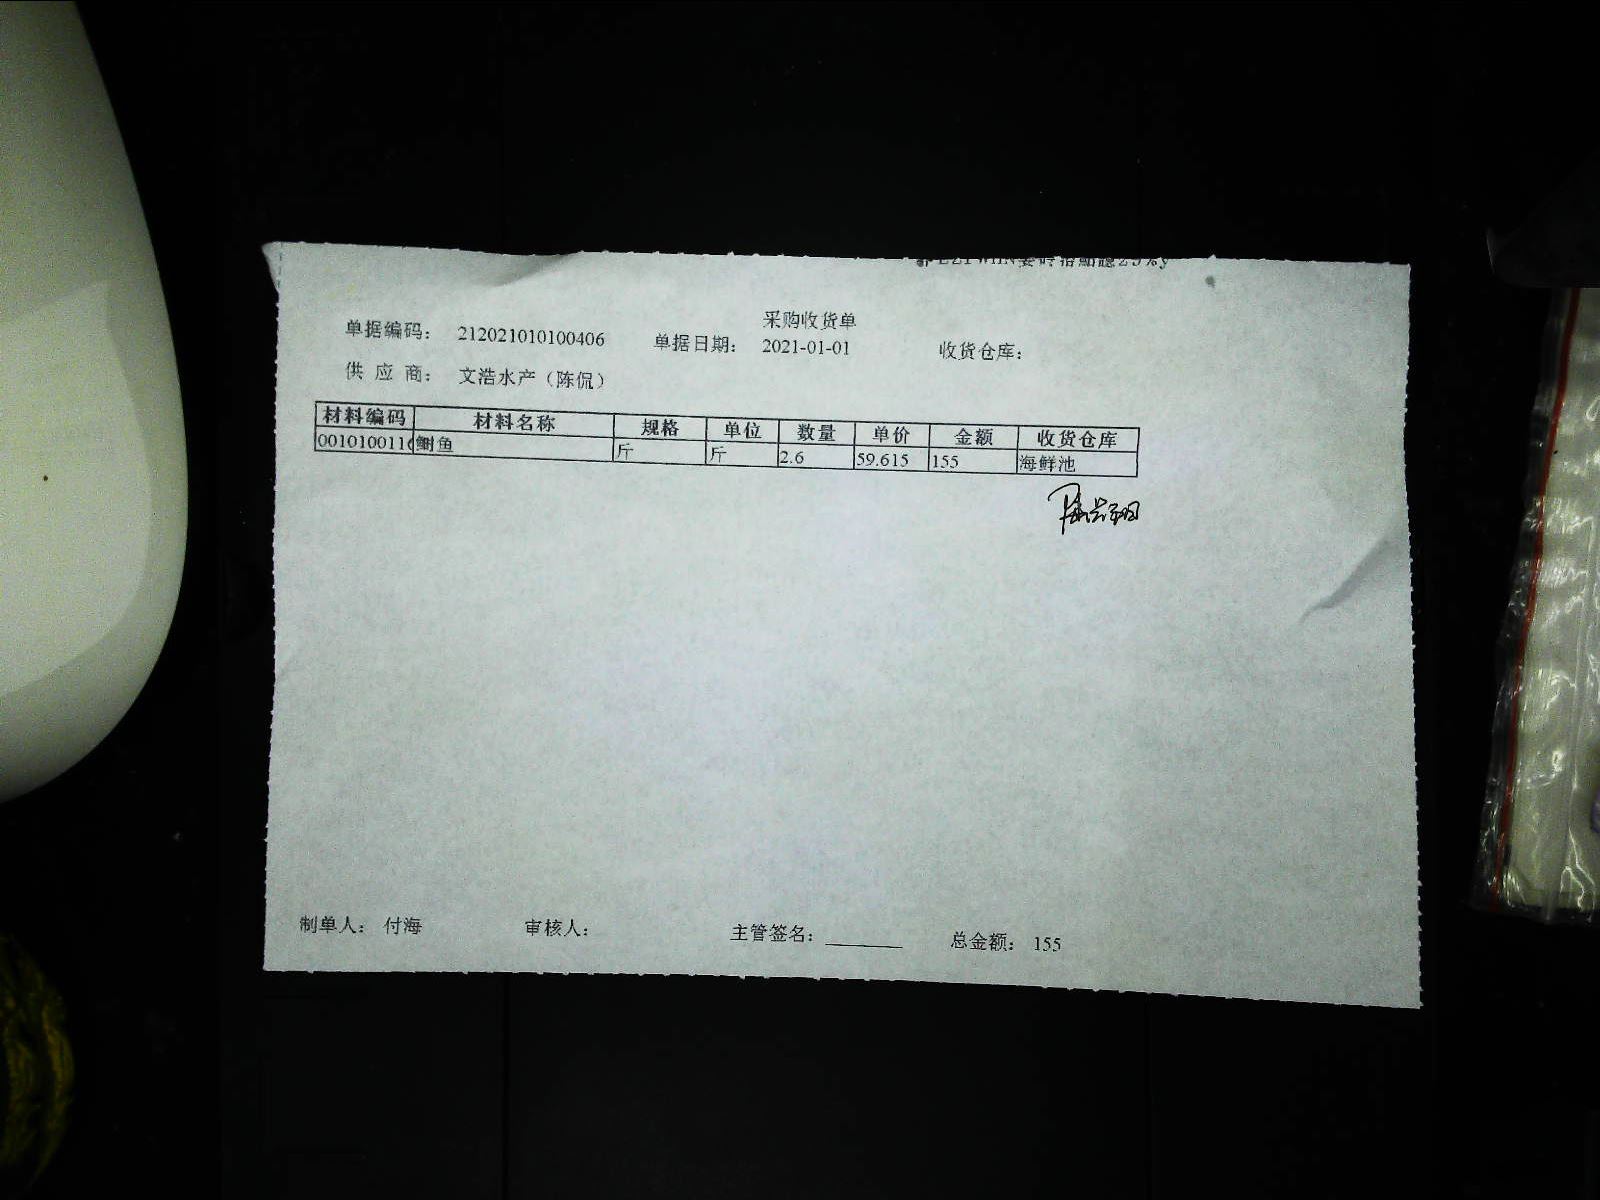 采购收货单
单据编码: 212021010100406 单据日期: 2021-01-01 收货仓库:
供 应 商: 文浩水产（陈侃）
材料编码 材料名称 规格 单位 数量 单价 金额 收货仓库
0010100116 鲥鱼 斤 斤 2.6 59.615 155 海鲜池
制单人: 付海 审核人: 主管签名: 总金额: 155